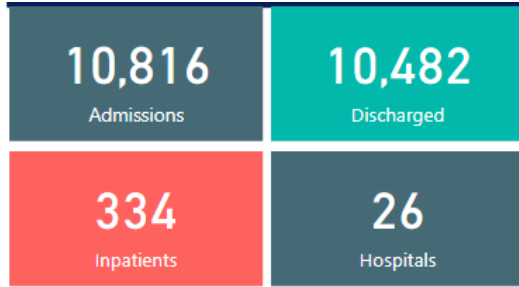 10,816
Admissions
10,482
Discharged
334
Inpatients
26
Hospitals